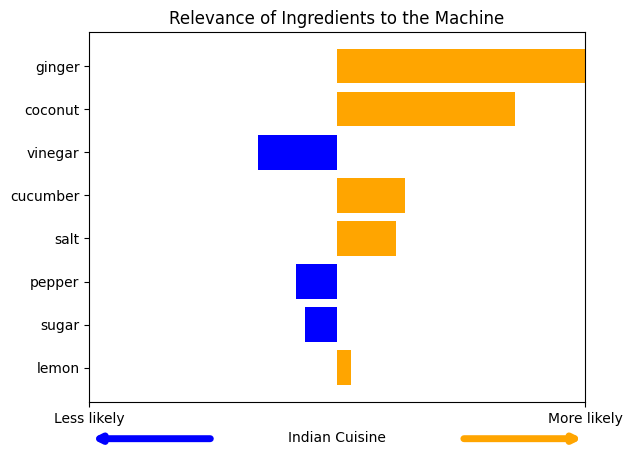 Relevance of Ingredients to the Machine
ginger
coconut
vinegar
cucumber
salt
pepper
sugar
lemon
Less likely
More likely
Indian Cuisine